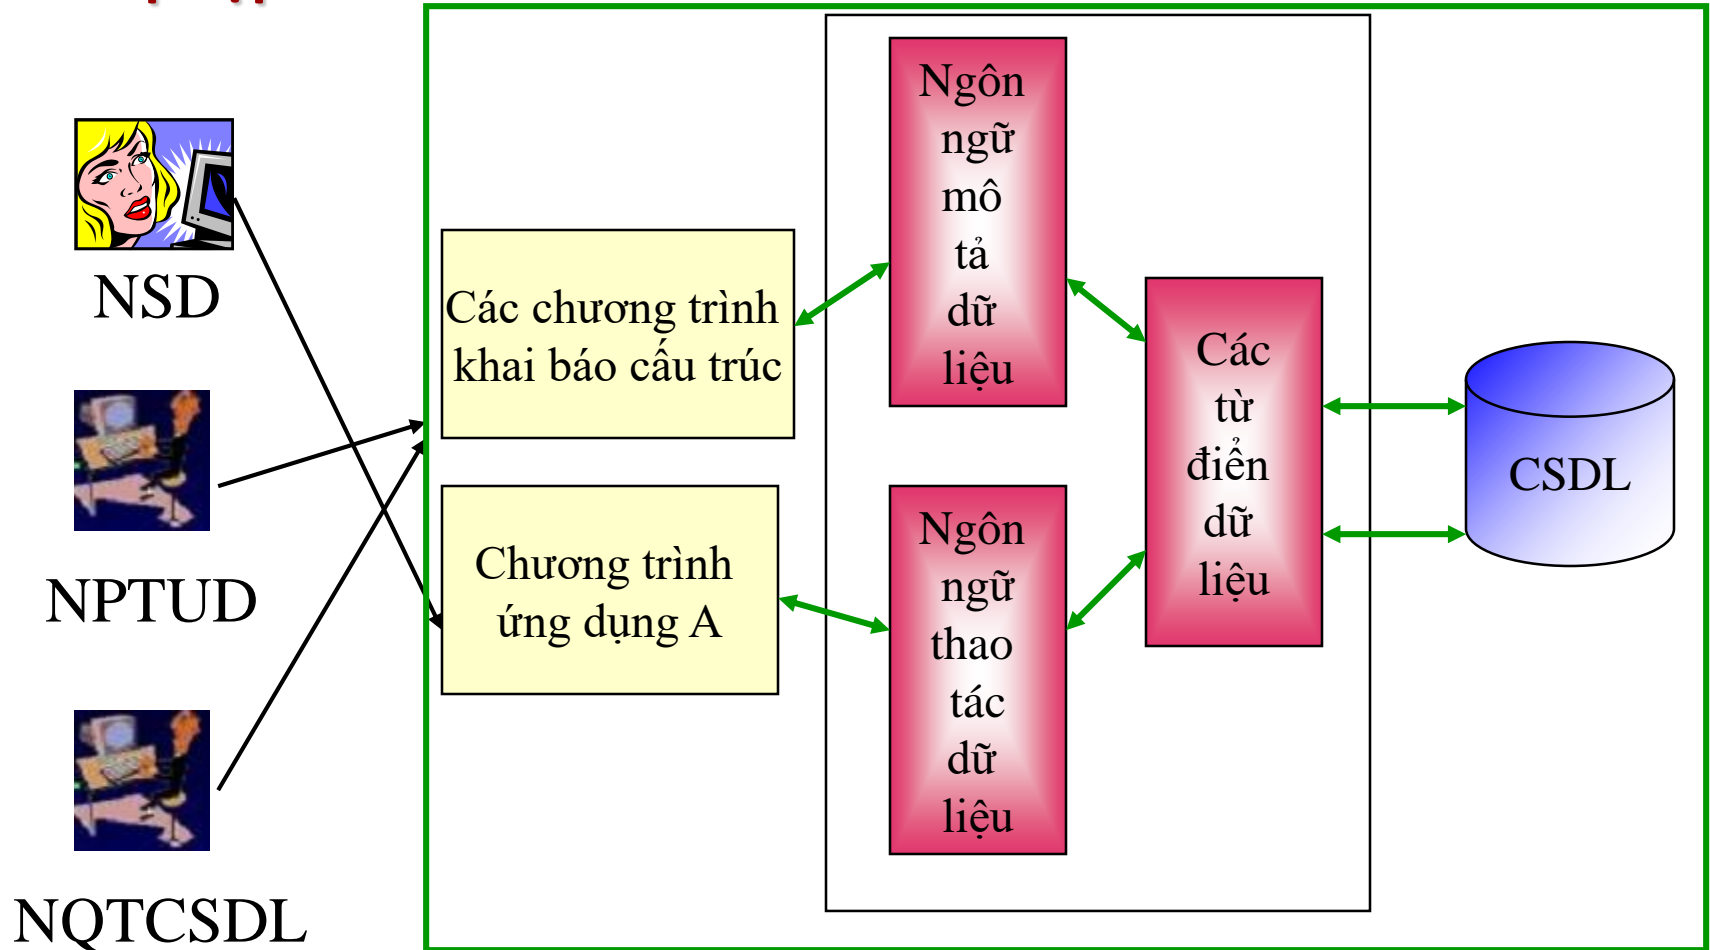 NSD
NPTUD
NQTCSDL
Các chương trình
khai báo cấu trúc
Chương trình
ứng dụng A
Ngôn
ngữ
mô
tả
dữ
liệu
Ngôn
ngữ
thao
tác
dữ
liệu
Các
từ
điển
dữ
liệu
CSDL